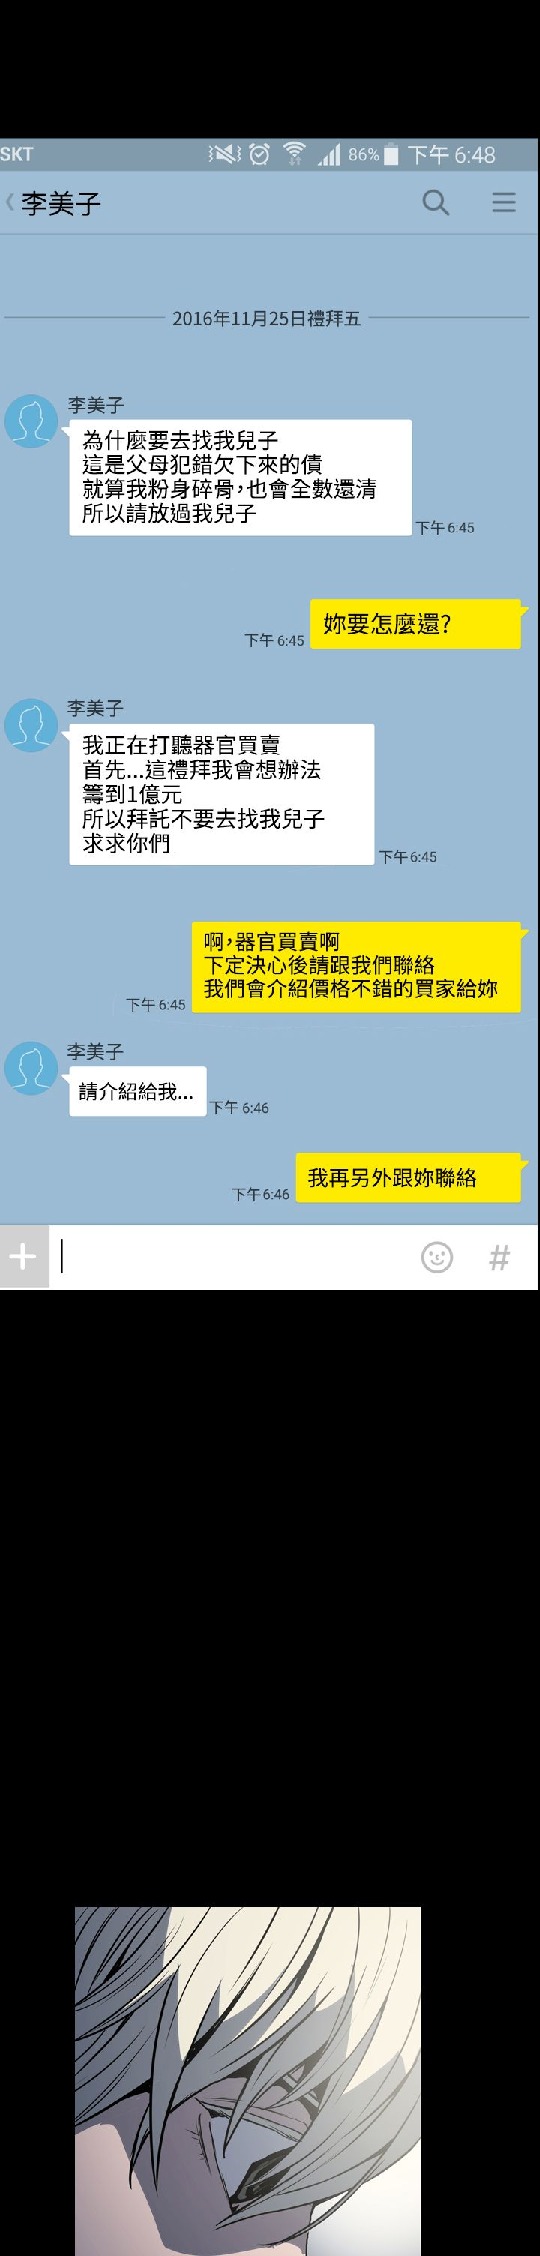 SKT 86% 下午 6:48
李美子
2016年11月25日禮拜五
李美子
為什麼要去找我兒子
這是父母犯錯欠下來的債
就算我粉身碎骨,也會全數還清
所以請放過我兒子
下午 6:45
妳要怎麼還?
下午 6:45
李美子
我正在打聽器官買賣
首先...這禮拜我會想辦法
籌到1億元
所以拜託不要去找我兒子
求求你們
下午 6:45
啊,器官買賣啊
下定決心後請跟我們聯絡
我們會介紹價格不錯的買家給妳
下午 6:45
李美子
請介紹給我...
下午 6:46
我再另外跟妳聯絡
下午 6:46
#